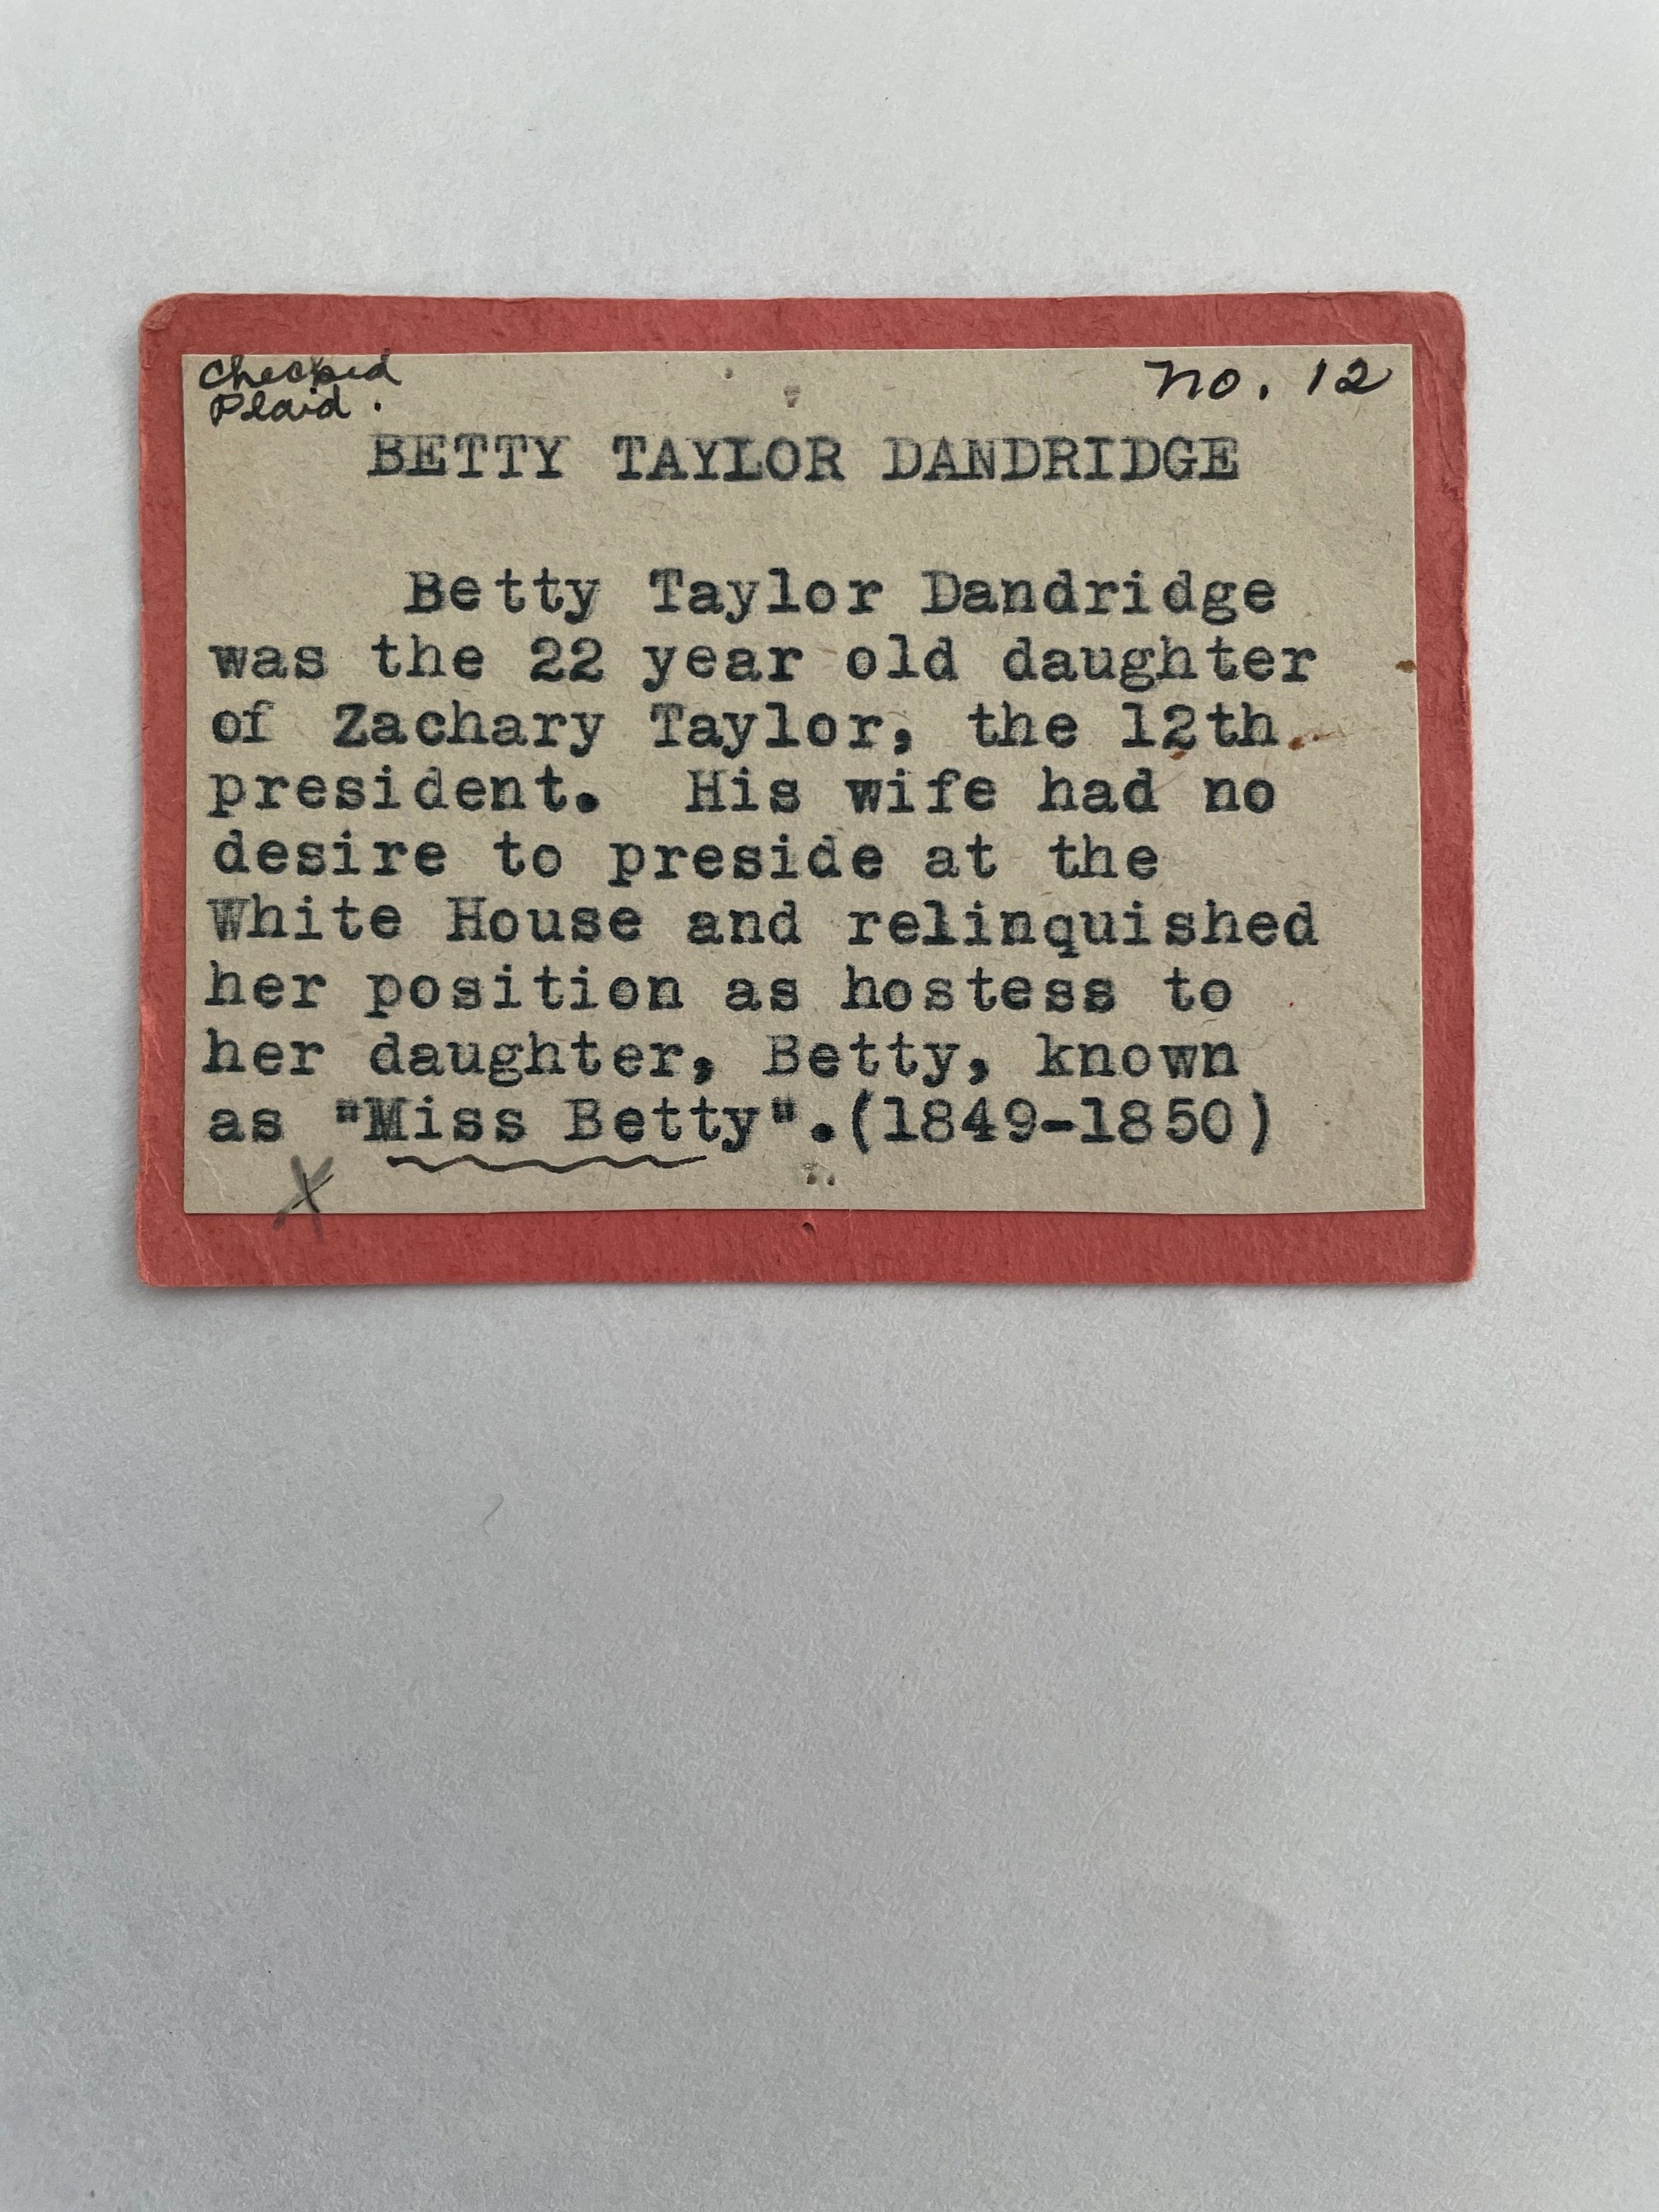 Checked
Plaid.
no. 12
BETTY TAYLOR DANDRIDGE
Betty Taylor Dandridge
was the 22 year old daughter
of Zachary Taylor, the 12th
president. His wife had no
desire to preside at the
White House and relinquished
her position as hostess to
her daughter, Betty, known
as "Miss Betty".(1849-1850)
X